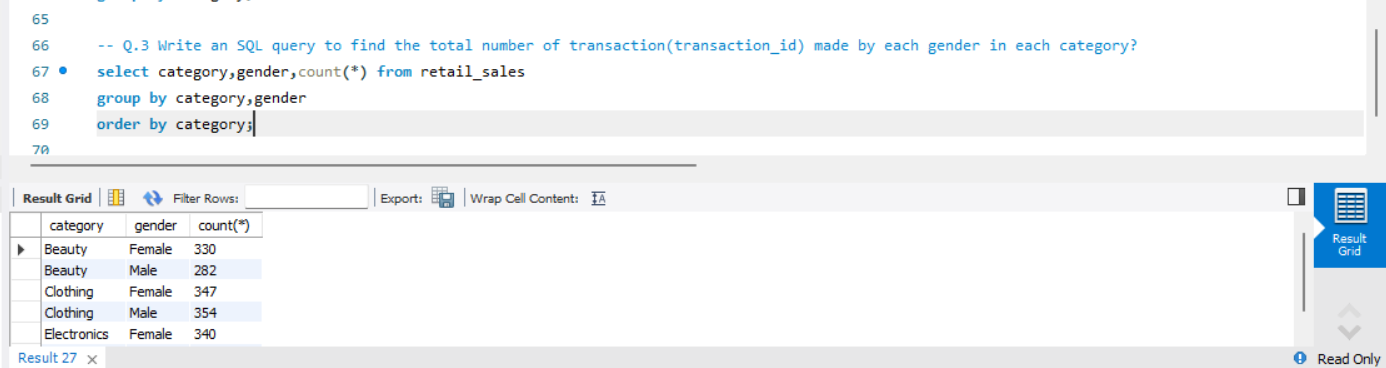 65
66 -- Q.3 Write an SQL query to find the total number of transaction(transaction_id) made by each gender in each category?
67 select category,gender,count(*) from retail_sales
68 group by category,gender
69 order by category;
70
Result Grid Filter Rows: Export: Wrap Cell Content: IA
category gender count(*)
Beauty Female 330
Beauty Male 282
Clothing Female 347
Clothing Male 354
Electronics Female 340
Result Grid
Result 27 × Read Only